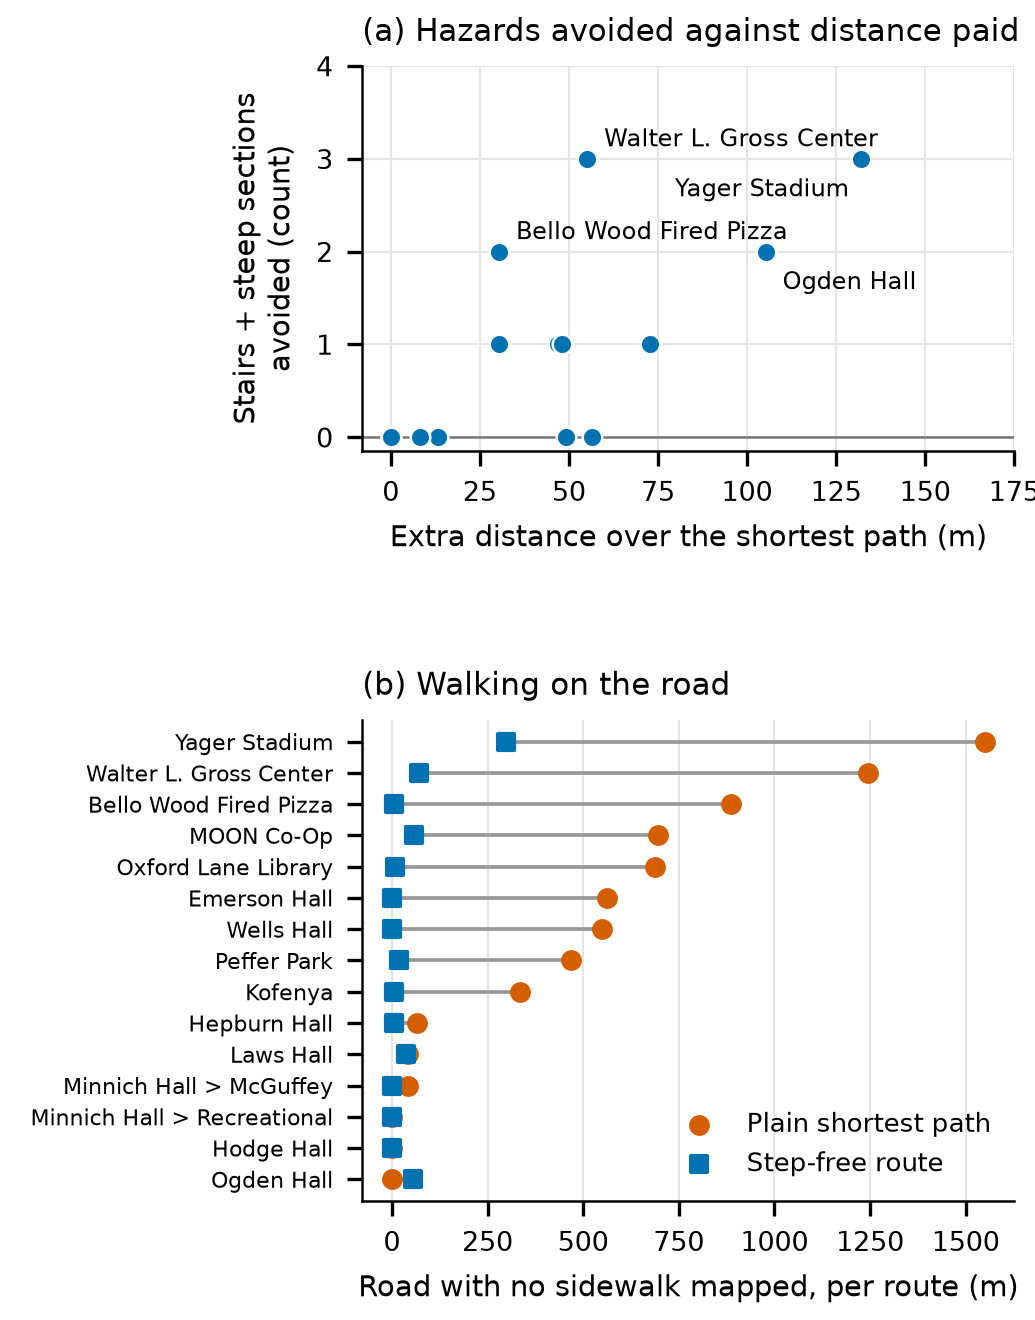 (a) Hazards avoided against distance paid
Stairs + steep sections
avoided (count)
4
3
2
1
0
Walter L. Gross Center
Yager Stadium
Bello Wood Fired Pizza
Ogden Hall
0 25 50 75 100 125 150 175
Extra distance over the shortest path (m)
(b) Walking on the road
Yager Stadium
Walter L. Gross Center
Bello Wood Fired Pizza
MOON Co-Op
Oxford Lane Library
Emerson Hall
Wells Hall
Peffer Park
Kofenya
Hepburn Hall
Laws Hall
Minnich Hall > McGuffey
Minnich Hall > Recreational
Hodge Hall
Ogden Hall
Plain shortest path
Step-free route
0 250 500 750 1000 1250 1500
Road with no sidewalk mapped, per route (m)